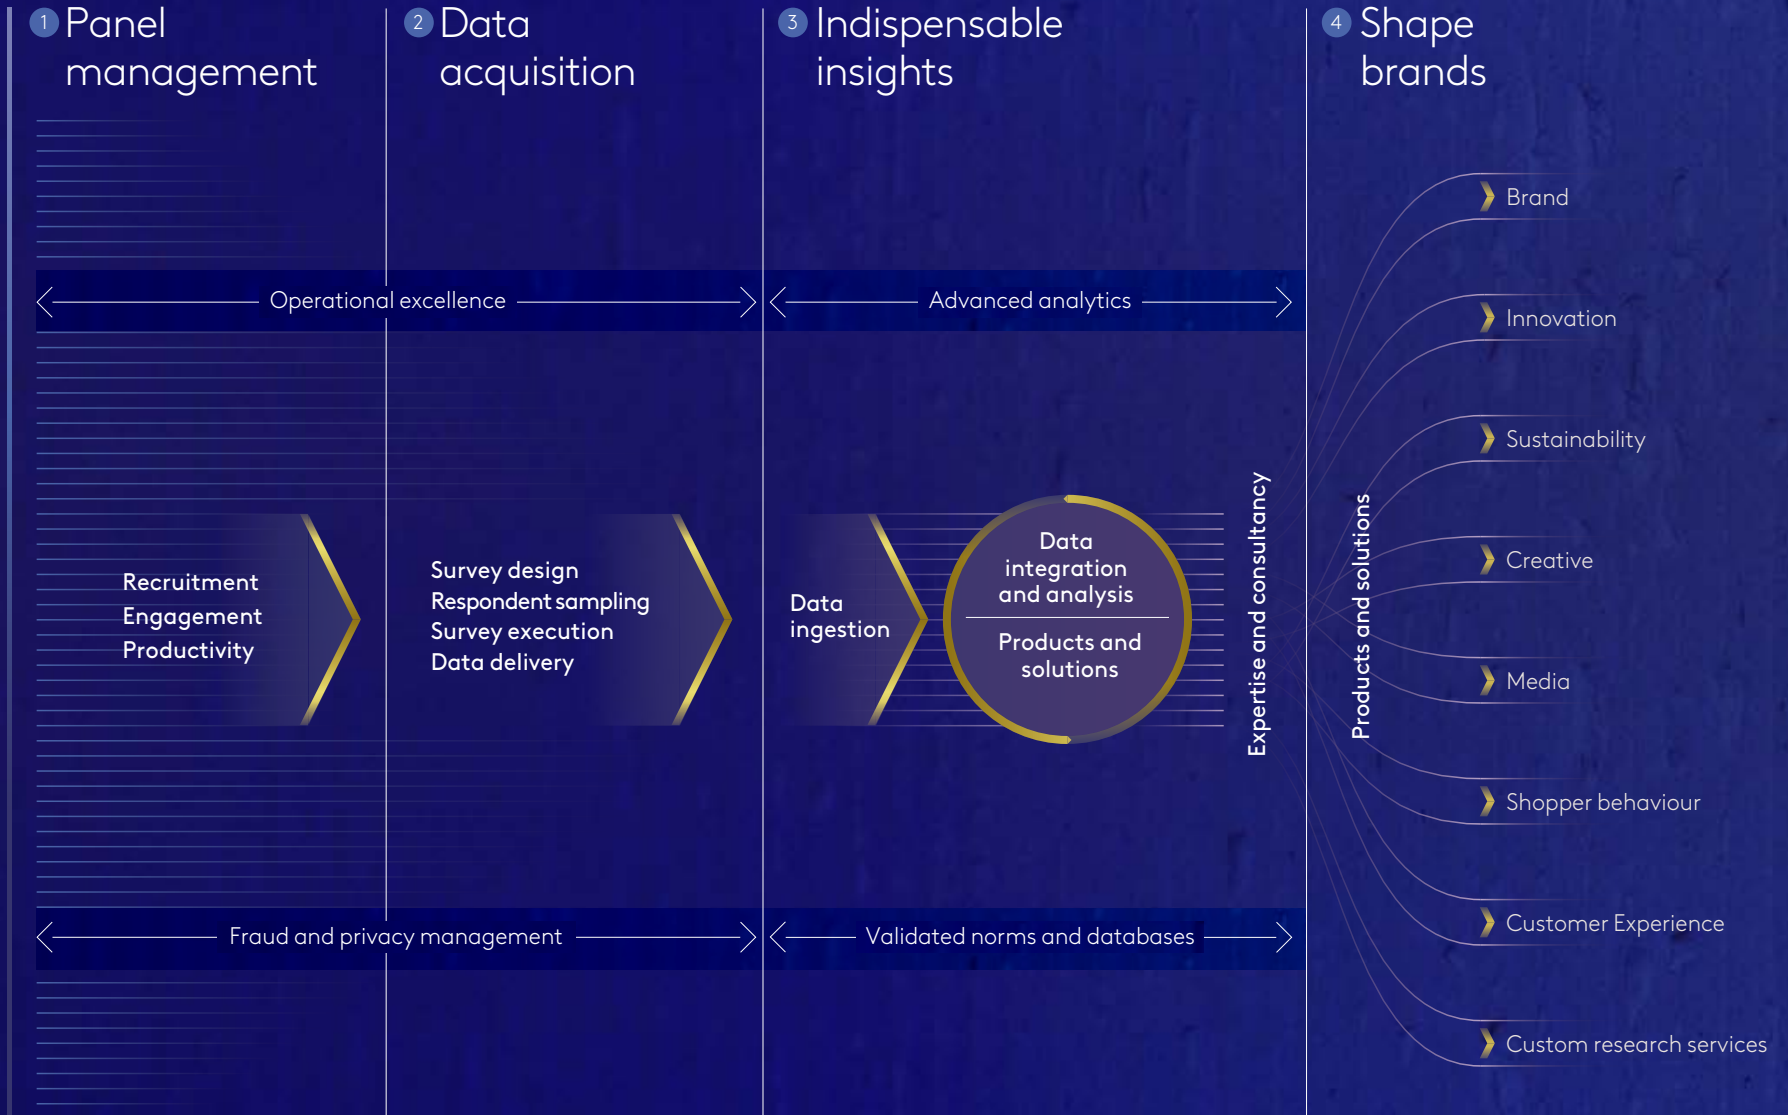 1 Panel
management
2 Data
acquisition
3 Indispensable
insights
4 Shape
brands
Operational excellence
Advanced analytics
Recruitment
Engagement
Productivity
Survey design
Respondent sampling
Survey execution
Data delivery
Data
ingestion
Data
integration
and analysis
Products and
solutions
Expertise and consultancy
Products and solutions
Brand
Innovation
Sustainability
Creative
Media
Shopper behaviour
Customer Experience
Custom research services
Fraud and privacy management
Validated norms and databases